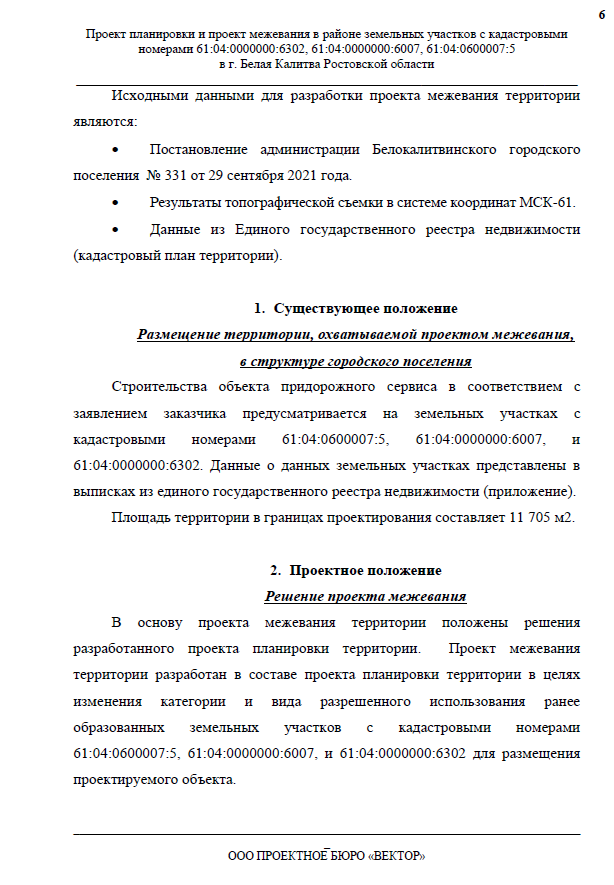 6
Проект планировки и проект межевания в районе земельных участков с кадастровыми
номерами 61:04:0000000:6302, 61:04:0000000:6007, 61:04:0600007:5
в г. Белая Калитва Ростовской области
Исходными данными для разработки проекта межевания территории
являются:
• Постановление администрации Белокалитвинского городского
поселения № 331 от 29 сентября 2021 года.
• Результаты топографической съемки в системе координат МСК-61.
• Данные из Единого государственного реестра недвижимости
(кадастровый план территории).
1. Существующее положение
Размещение территории, охватываемой проектом межевания,
в структуре городского поселения
Строительства объекта придорожного сервиса в соответствием с
заявлением заказчика предусматривается на земельных участках с
кадастровыми номерами 61:04:0600007:5, 61:04:0000000:6007, и
61:04:0000000:6302. Данные о данных земельных участках представлены в
выписках из единого государственного реестра недвижимости (приложение).
Площадь территории в границах проектирования составляет 11 705 м2.
2. Проектное положение
Решение проекта межевания
В основу проекта межевания территории положены решения
разработанного проекта планировки территории. Проект межевания
территории разработан в составе проекта планировки территории в целях
изменения категории и вида разрешенного использования ранее
образованных земельных участков с кадастровыми номерами
61:04:0600007:5, 61:04:0000000:6007, и 61:04:0000000:6302 для размещения
проектируемого объекта.
ООО ПРОЕКТНОЕ БЮРО «ВЕКТОР»